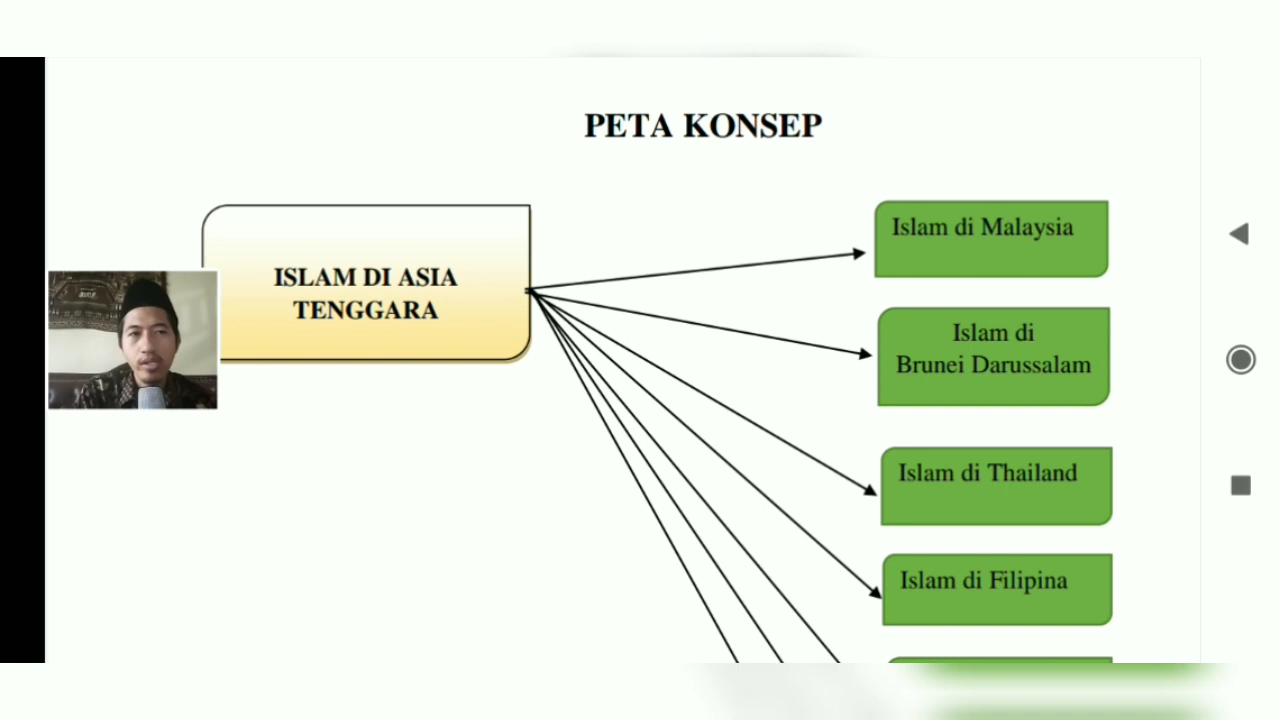 PETA KONSEP
ISLAM DI ASIA
TENGGARA
Islam di Malaysia
Islam di
Brunei Darussalam
Islam di Thailand
Islam di Filipina